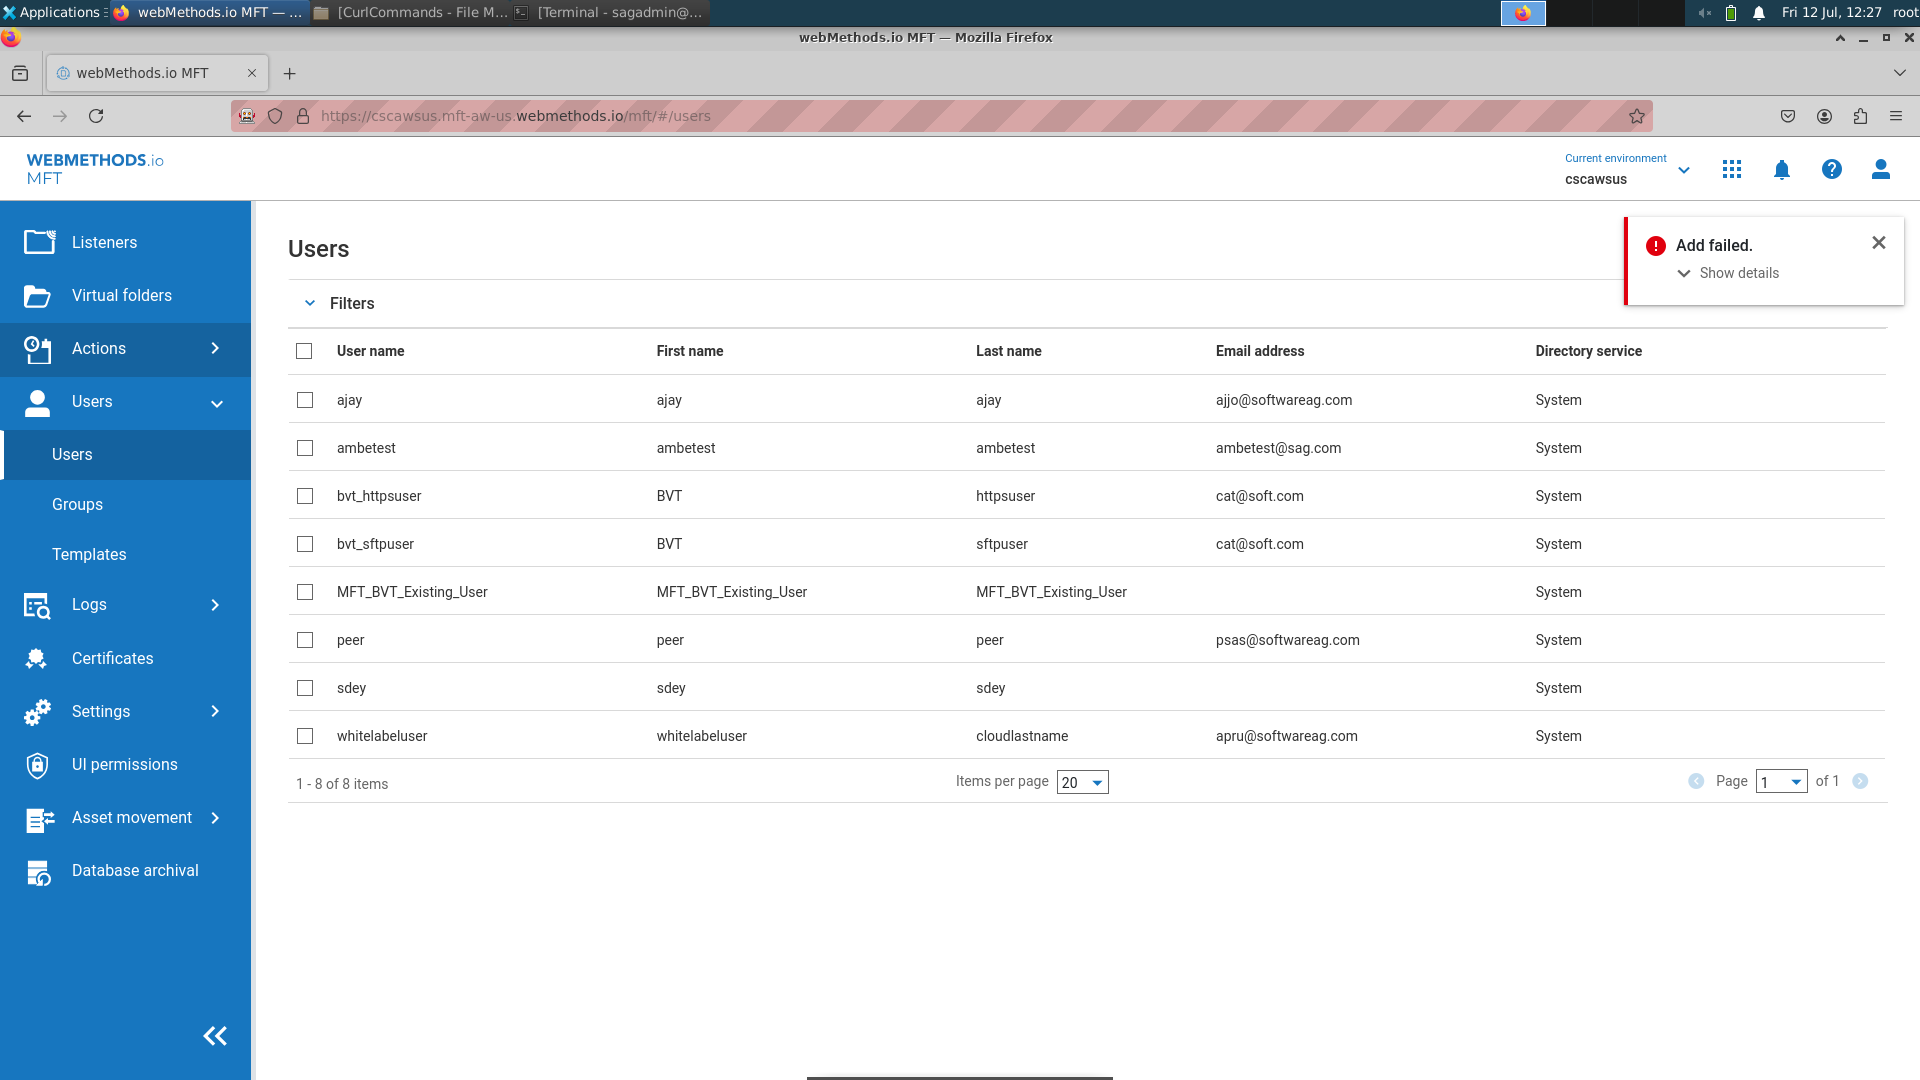 Applications
webMethods.io MFT — ...
[CurlCommands - File M...
[Terminal - sagadmin@...
Fri 12 Jul, 12:27
root
webMethods.io MFT — Mozilla Firefox
webMethods.io MFT
https://cscawsus.mft-aw-us.webmethods.io/mft/#/users
WEBMETHODS.io
MFT
Current environment
cscawsus
Listeners
Virtual folders
Actions
Users
Users
Groups
Templates
Logs
Certificates
Settings
UI permissions
Asset movement
Database archival
Users
Add failed.
Show details
Filters
User name First name Last name Email address Directory service
ajay ajay ajay ajjo@softwareag.com System
ambetest ambetest ambetest ambetest@sag.com System
bvt_httpsuser BVT httpsuser cat@soft.com System
bvt_sftpuser BVT sftpuser cat@soft.com System
MFT_BVT_Existing_User MFT_BVT_Existing_User MFT_BVT_Existing_User System
peer peer peer psas@softwareag.com System
sdey sdey sdey System
whitelabeluser whitelabeluser cloudlastname apru@softwareag.com System
1 - 8 of 8 items Items per page 20 Page 1 of 1